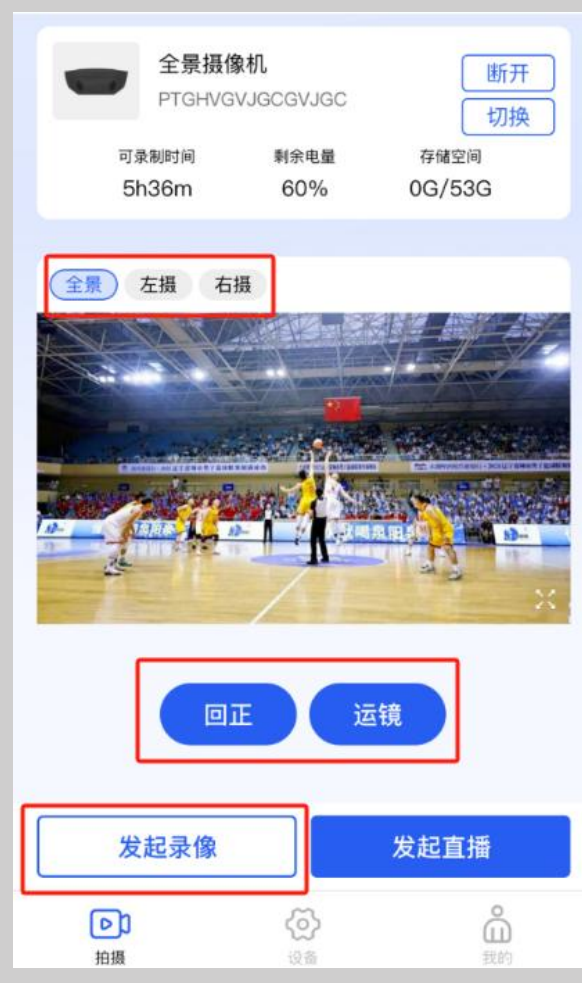 全景摄像机
断开
PTGHVGVJGCGVJGC
切换
可录制时间 剩余电量 存储空间
5h36m 60% 0G/53G
全景 左摄 右摄
回正 运镜
发起录像 发起直播
拍摄 设备 我的